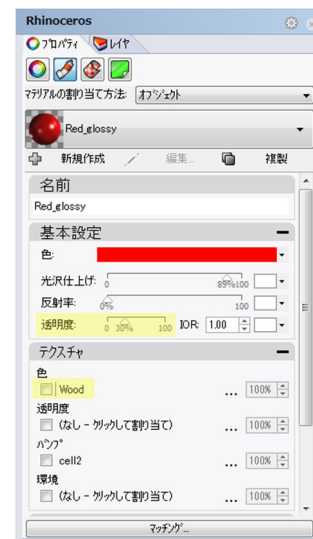 Rhinoceros
プロパティ レイヤ
マテリアルの割り当て方法: オブジェクト
Red_glossy
新規作成 編集... 複製
名前
Red_glossy
基本設定
色:
光沢仕上げ: 0 89% 100
反射率: 0% 100
透明度: 0 30% 100 IOR: 1.00
テクスチャ
色
Wood ... 100%
透明度
(なし - クリックして割り当て) ... 100%
バンプ
cell2 ... 100%
環境
(なし - クリックして割り当て) ... 100%
マッチング...